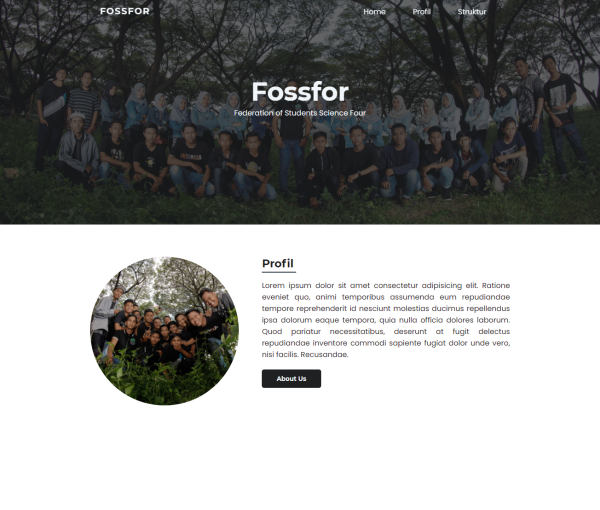 FOSSFOR
Home Profil Struktur
Fossfor
Federation of Students Science Four
Profil
Lorem ipsum dolor sit amet consectetur adipisicing elit. Ratione
eveniet quo, animi temporibus assumenda eum repudiandae
tempore reprehenderit id nesciunt molestias ducimus repellendus
ipsa dolorum eaque tempora, quia nulla officia dolores laborum.
Quod pariatur necessitatibus, deserunt at fugit delectus
repudiandae inventore commodi sapiente fugiat dolor unde vero,
nisi facilis. Recusandae.
About Us